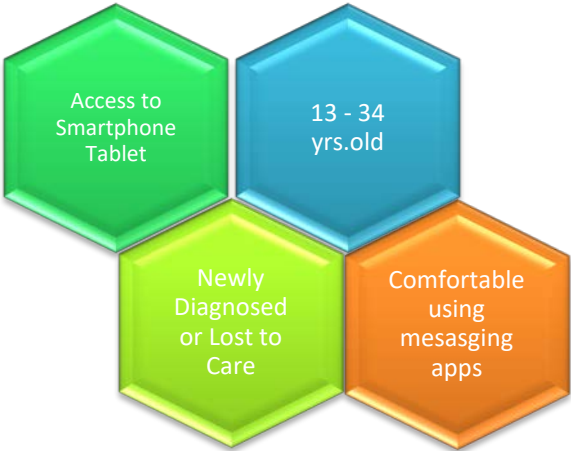 Access to
Smartphone
Tablet
13 - 34
yrs.old
Newly
Diagnosed
or Lost to
Care
Comfortable
using
mesasging
apps